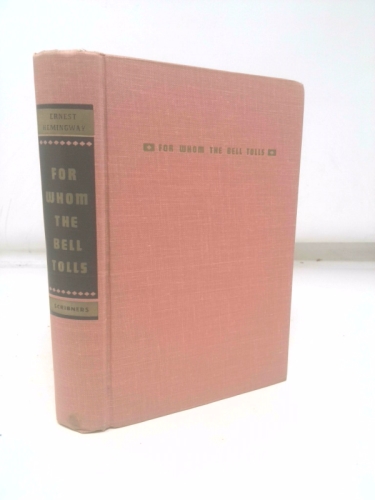 ERNEST
HEMINGWAY
FOR
WHOM
THE
BELL
TOLLS
SCRIBNERS
FOR WHOM THE BELL TOLLS